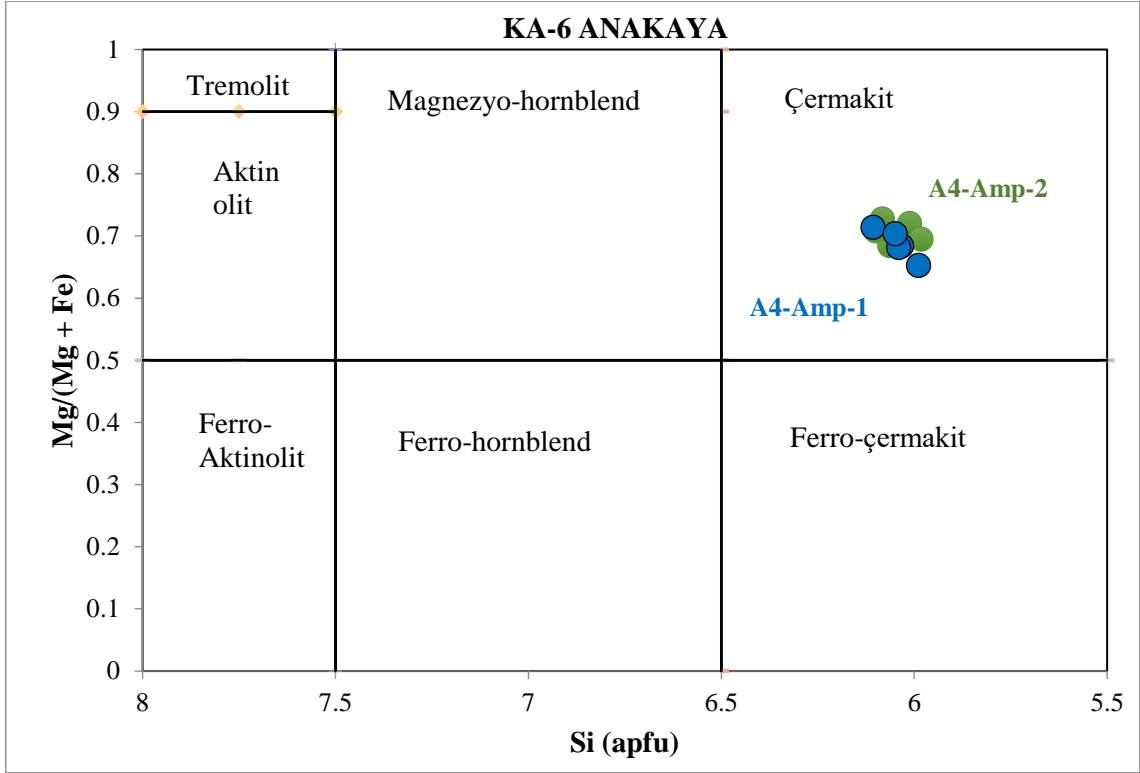 KA-6 ANAKAYA
Mg/(Mg + Fe)
1
0.9
0.8
0.7
0.6
0.5
0.4
0.3
0.2
0.1
0
Tremolit
Magnezyo-hornblend
Çermakit
Aktin
olit
A4-Amp-2
A4-Amp-1
Ferro-
Aktinolit
Ferro-hornblend
Ferro-çermakit
8
7.5
7
6.5
6
5.5
Si (apfu)